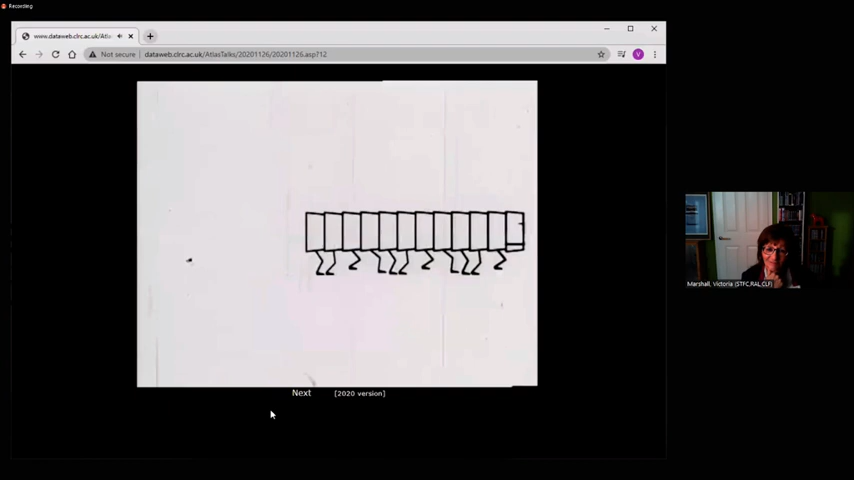 Recording
www.dataweb.clrc.ac.uk/AtlasTalks/
Not secure
dataweb.clrc.ac.uk/AtlasTalks/20201126/20201126.asp?12
V
Next
[2020 version]
Marshall, Victoria (STFC,RAL,CLF)